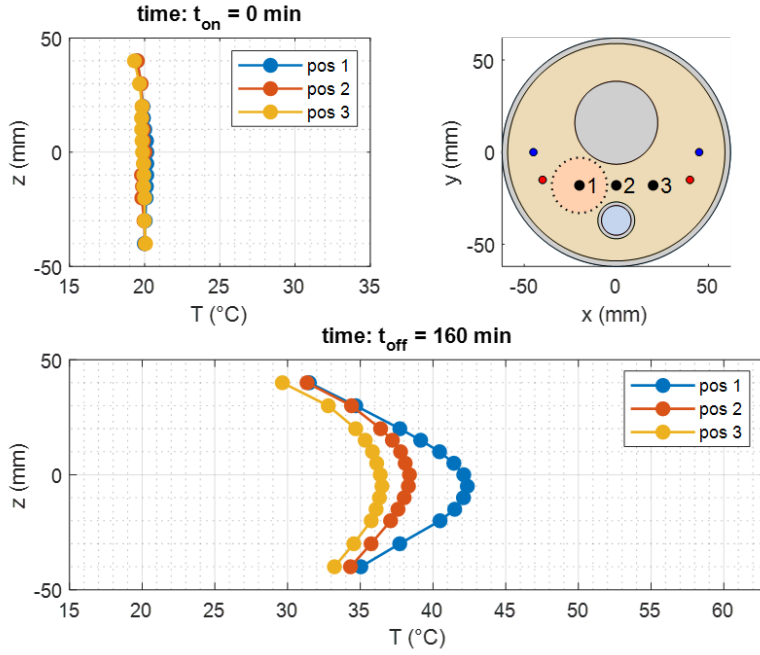 time: t_on = 0 min
50
0
-50
z (mm)
15 20 25 30 35
T (°C)
pos 1
pos 2
pos 3
50
0
-50
y (mm)
1 2 3
-50 0 50
x (mm)
time: t_off = 160 min
50
0
-50
z (mm)
15 20 25 30 35 40 45 50 55 60
T (°C)
pos 1
pos 2
pos 3